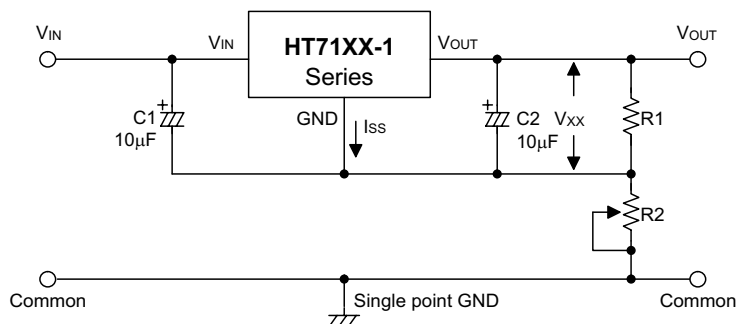 VIN
VIN
HT71XX-1
Series
VOUT
VOUT
C1
10μF
GND
ISS
C2
10μF
VXX
R1
R2
Common
Single point GND
Common